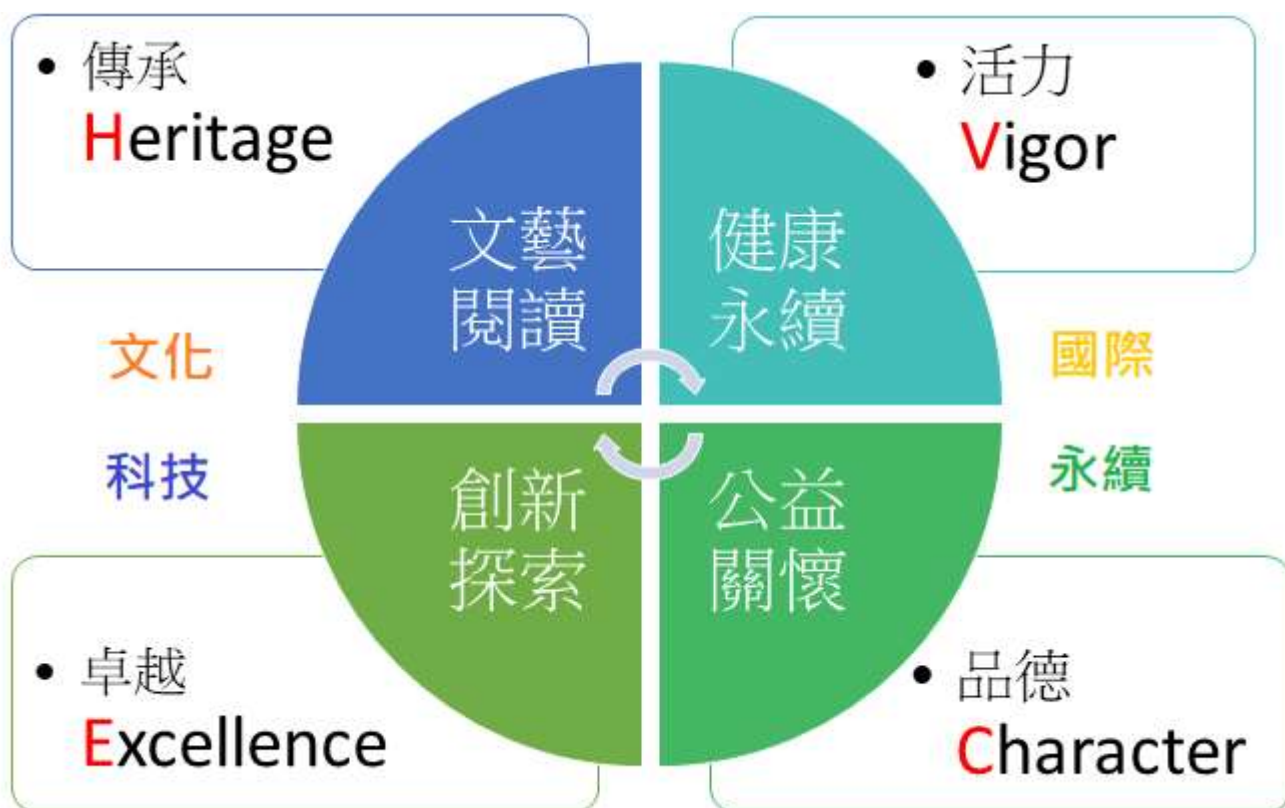 • 傳承
Heritage
• 活力
Vigor
文藝
閱讀
健康
永續
文化
國際
科技
永續
創新
探索
公益
關懷
• 卓越
Excellence
• 品德
Character